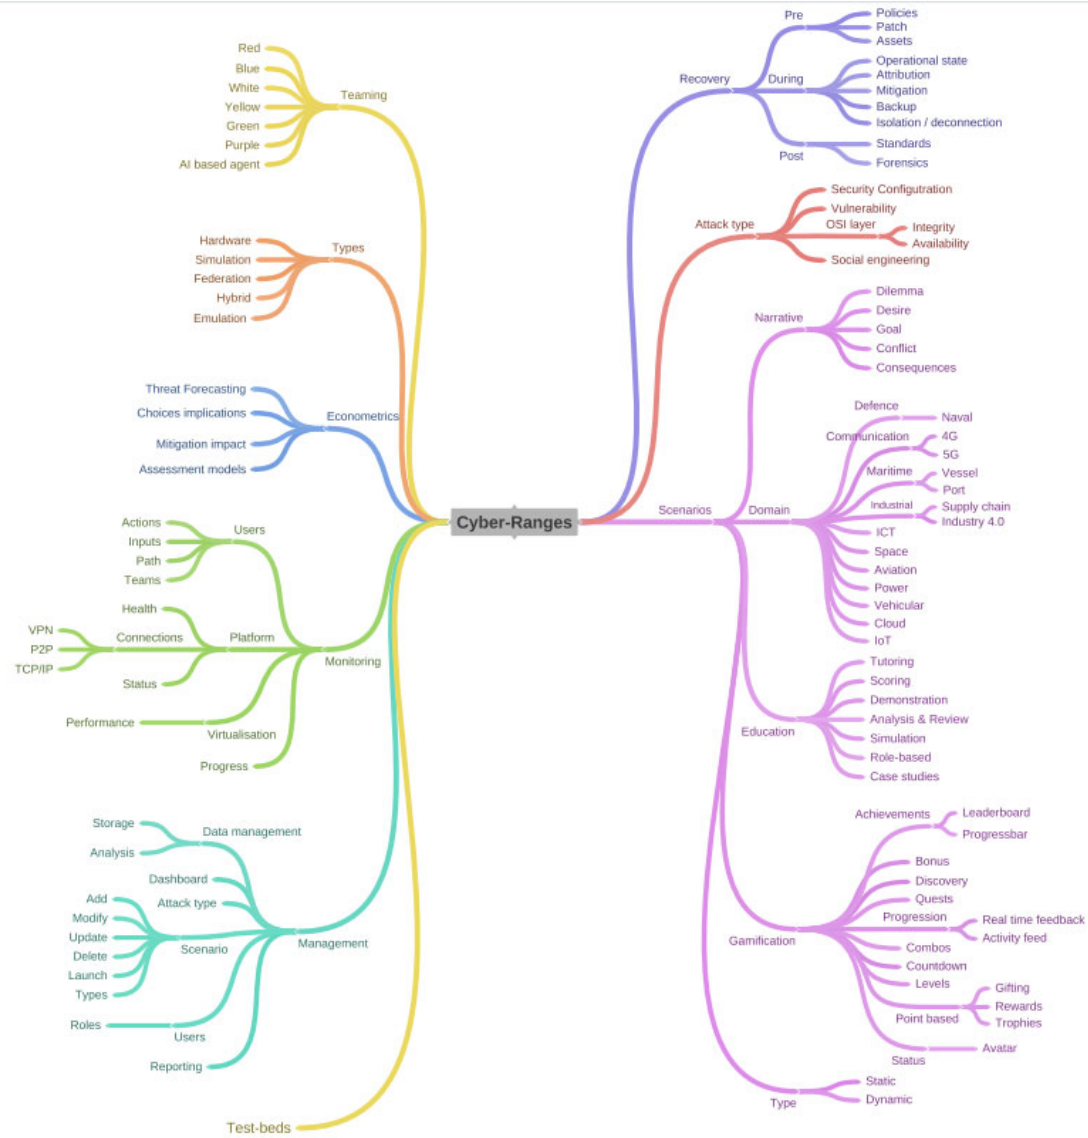 Cyber-Ranges
Teaming
Red
Blue
White
Yellow
Green
Purple
AI based agent
Types
Hardware
Simulation
Federation
Hybrid
Emulation
Econometrics
Threat Forecasting
Choices implications
Mitigation impact
Assessment models
Monitoring
Users
Actions
Inputs
Path
Teams
Platform
Health
Connections
VPN
P2P
TCP/IP
Status
Virtualisation
Performance
Progress
Management
Data management
Storage
Analysis
Dashboard
Attack type
Scenario
Add
Modify
Update
Delete
Launch
Types
Users
Roles
Reporting
Test-beds
Recovery
Pre
Policies
Patch
Assets
During
Operational state
Attribution
Mitigation
Backup
Isolation / deconnection
Post
Standards
Forensics
Attack type
Security Configutration
Vulnerability
OSI layer
Integrity
Availability
Social engineering
Scenarios
Narrative
Dilemma
Desire
Goal
Conflict
Consequences
Domain
Defence
Naval
Communication
4G
5G
Maritime
Vessel
Port
Industrial
Supply chain
Industry 4.0
ICT
Space
Aviation
Power
Vehicular
Cloud
IoT
Education
Tutoring
Scoring
Demonstration
Analysis & Review
Simulation
Role-based
Case studies
Gamification
Achievements
Leaderboard
Progressbar
Bonus
Discovery
Quests
Progression
Real time feedback
Activity feed
Combos
Countdown
Levels
Point based
Gifting
Rewards
Trophies
Status
Avatar
Type
Static
Dynamic